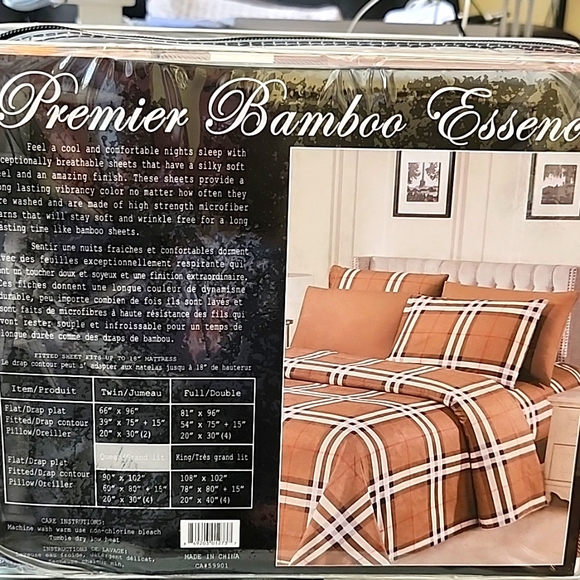 Premier Bamboo Essenc
Feel a cool and comfortable nights sleep with
exceptionally breathable sheets that have a silky soft
feel and an amazing finish. These sheets provide a
long lasting vibrancy color no matter how often they
are washed and are made of high strength microfiber
yarns that will stay soft and wrinkle free for a long
lasting time like bamboo sheets.
Sentir une nuits fraiches et confortables dorment
avec des feuilles exceptionnellement respirante qui
ont un toucher doux et soyeux et une finition extraordinaire.
Ces fiches donnent une longue couleur de dynamisme
durable, peu importe combien de fois ils sont lavés et
sont faits de microfibres à haute résistance des fils qui
vont rester souple et infroissable pour un temps de
longue durée comme des draps de bambou.
FITTED SHEET FITS UP TO 18" MATTRESS
Le drap contour peut s' adapter aux matelas jusqu à 18" de hauteur
Item/Produit Twin/Jumeau Full/Double
Flat/Drap plat 66" x 96" 81" x 96"
Fitted/Drap contour 39" x 75" + 15" 54" x 75" + 15"
Pillow/Oreiller 20" x 30"(2) 20" x 30"(4)
Queen/Grand lit King/Très grand lit
Flat/Drap plat 90" x 102" 108" x 102"
Fitted/Drap contour 60" x 80" + 15" 78" x 80" + 15"
Pillow/Oreiller 20" x 30"(4) 20" x 40"(4)
CARE INSTRUTIONS:
Machine wash warm use non-chlorine bleach
Tumble dry low heat
INSTRUCTIONS DE LAVAGE:
eau froide, détergent délicat,
MADE IN CHINA
CA#59901